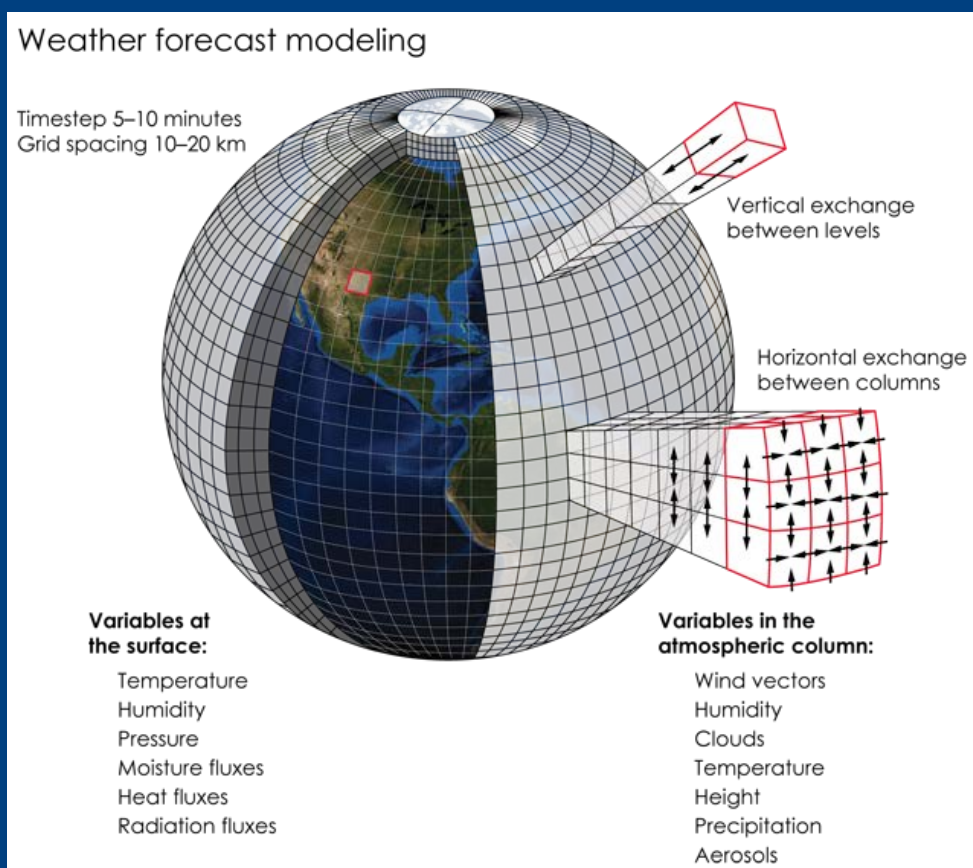 Weather forecast modeling
Timestep 5–10 minutes
Grid spacing 10–20 km
Vertical exchange
between levels
Horizontal exchange
between columns
Variables at
the surface:
Temperature
Humidity
Pressure
Moisture fluxes
Heat fluxes
Radiation fluxes
Variables in the
atmospheric column:
Wind vectors
Humidity
Clouds
Temperature
Height
Precipitation
Aerosols